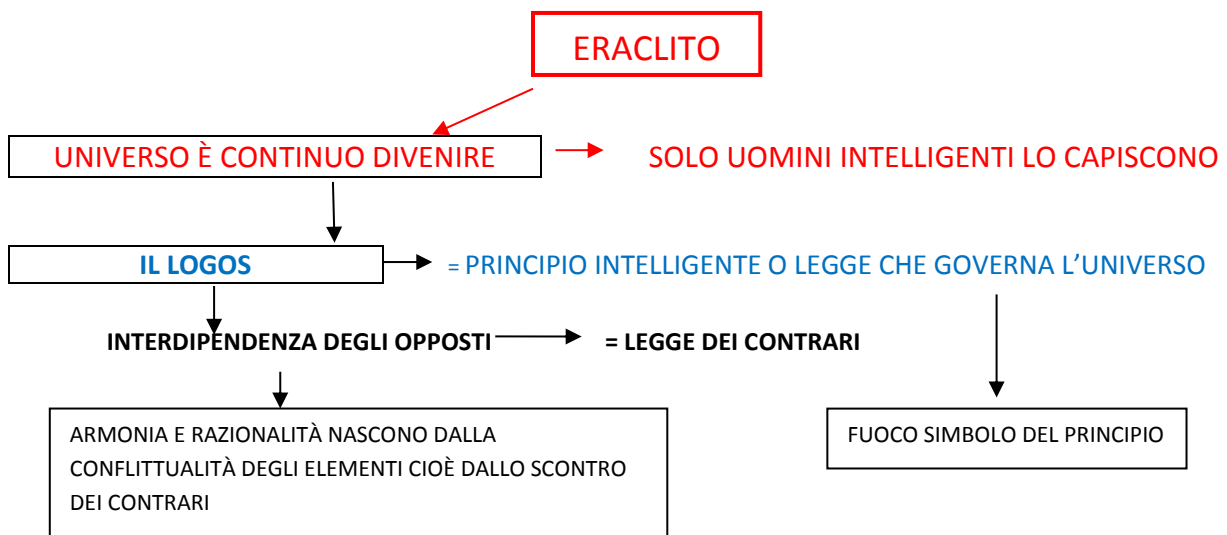 ERACLITO
UNIVERSO È CONTINUO DIVENIRE
SOLO UOMINI INTELLIGENTI LO CAPISCONO
IL LOGOS
= PRINCIPIO INTELLIGENTE O LEGGE CHE GOVERNA L'UNIVERSO
INTERDIPENDENZA DEGLI OPPOSTI
= LEGGE DEI CONTRARI
ARMONIA E RAZIONALITÀ NASCONO DALLA
CONFLITTUALITÀ DEGLI ELEMENTI CIOÈ DALLO SCONTRO
DEI CONTRARI
FUOCO SIMBOLO DEL PRINCIPIO